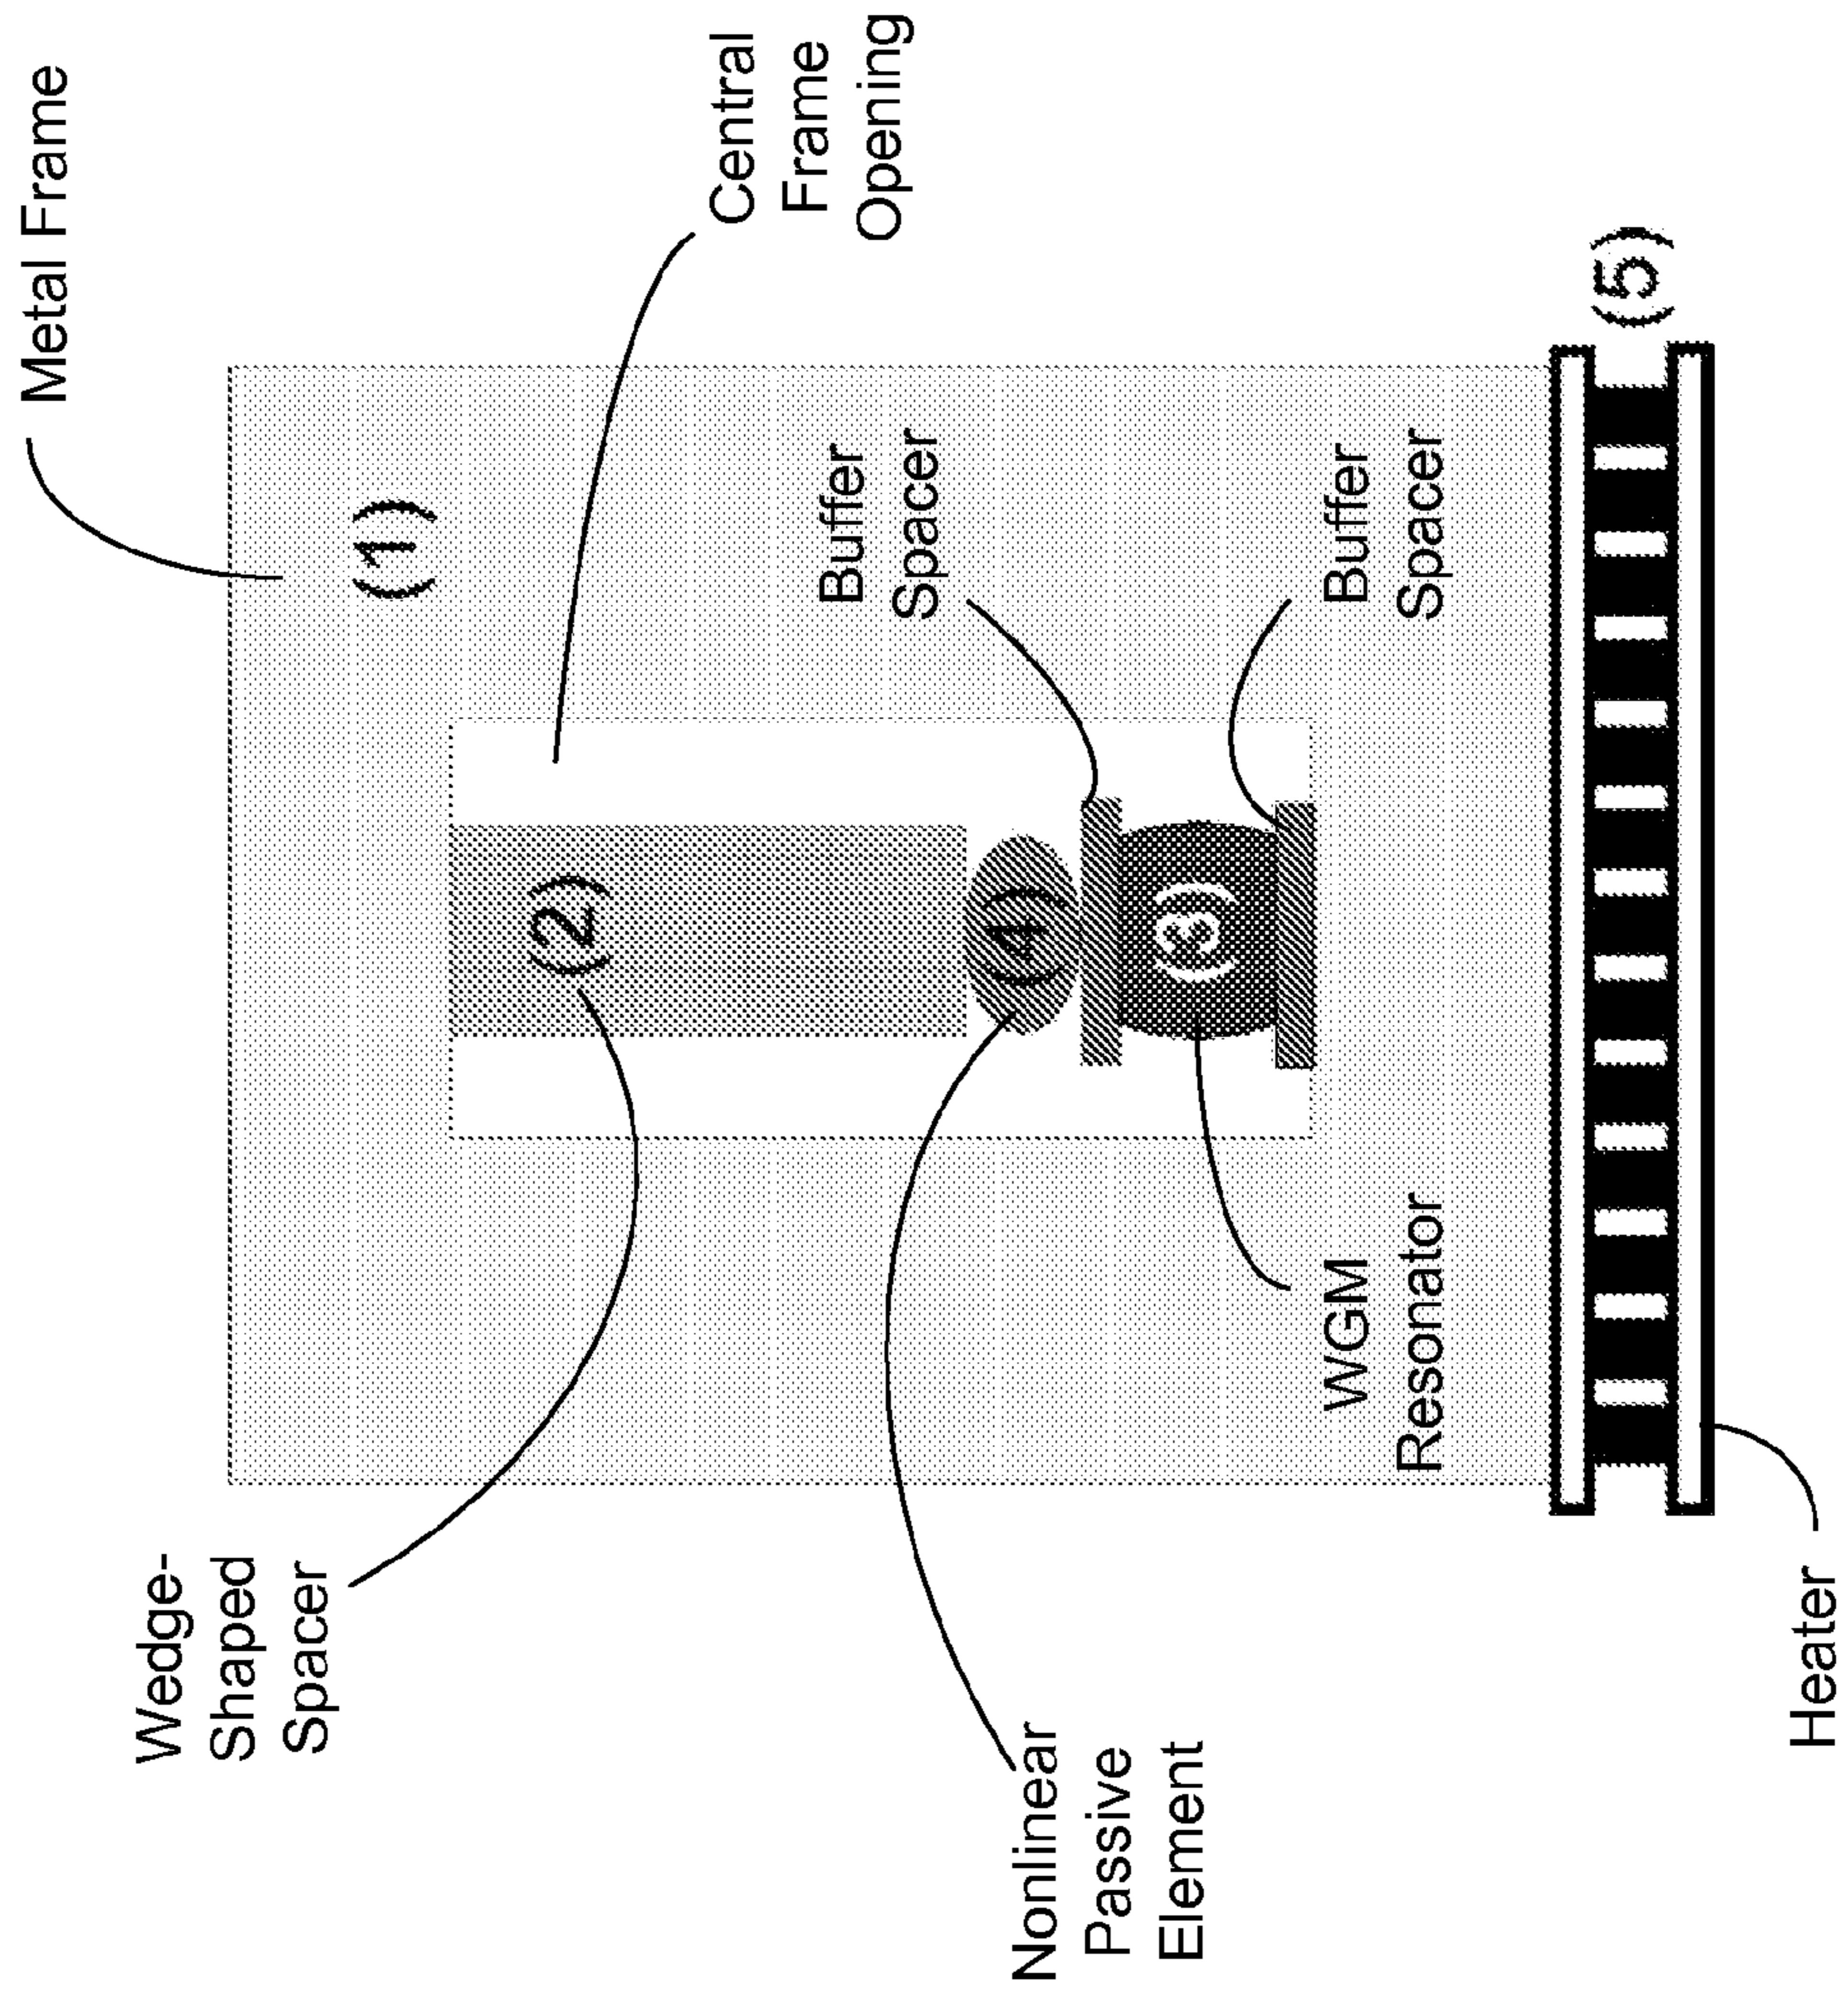 Metal Frame
(1)
Central
Frame
Opening
Wedge-
Shaped
Spacer
(2)
Buffer
Spacer
(4)
Nonlinear
Passive
Element
(3)
Buffer
Spacer
WGM
Resonator
(5)
Heater